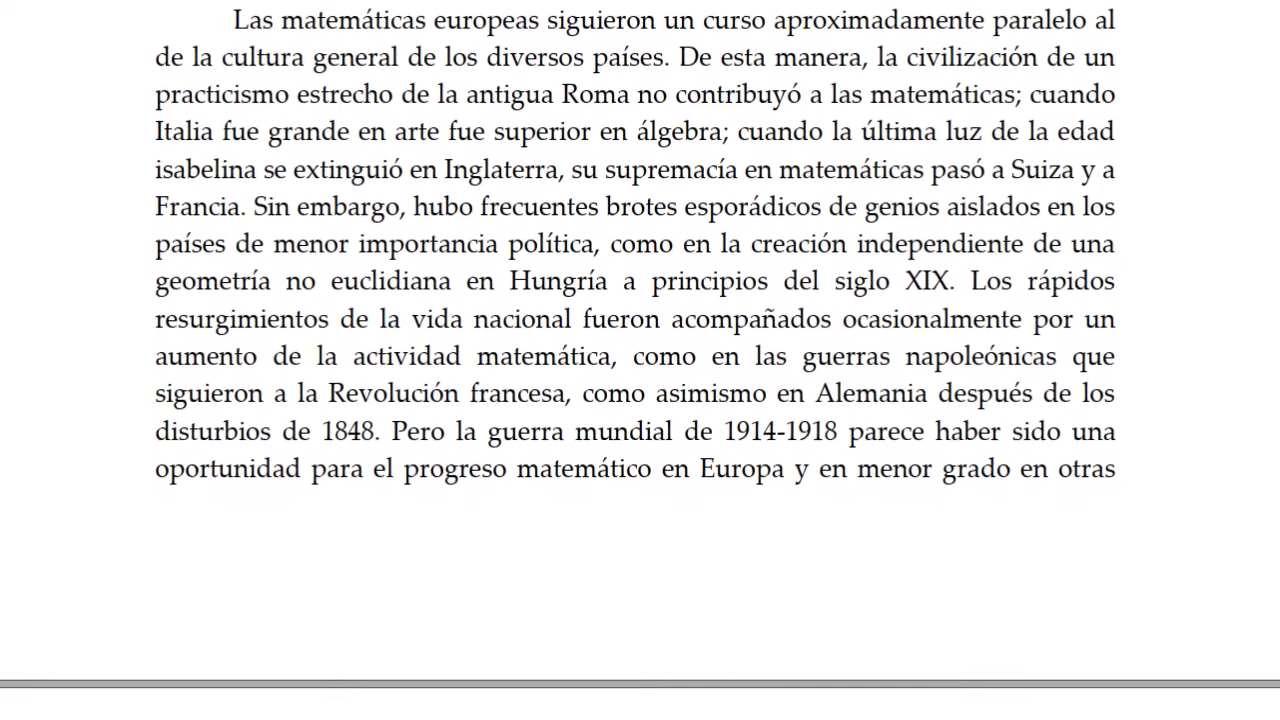 Las matemáticas europeas siguieron un curso aproximadamente paralelo al
de la cultura general de los diversos países. De esta manera, la civilización de un
practicismo estrecho de la antigua Roma no contribuyó a las matemáticas; cuando
Italia fue grande en arte fue superior en álgebra; cuando la última luz de la edad
isabelina se extinguió en Inglaterra, su supremacía en matemáticas pasó a Suiza y a
Francia. Sin embargo, hubo frecuentes brotes esporádicos de genios aislados en los
países de menor importancia política, como en la creación independiente de una
geometría no euclidiana en Hungría a principios del siglo XIX. Los rápidos
resurgimientos de la vida nacional fueron acompañados ocasionalmente por un
aumento de la actividad matemática, como en las guerras napoleónicas que
siguieron a la Revolución francesa, como asimismo en Alemania después de los
disturbios de 1848. Pero la guerra mundial de 1914-1918 parece haber sido una
oportunidad para el progreso matemático en Europa y en menor grado en otras